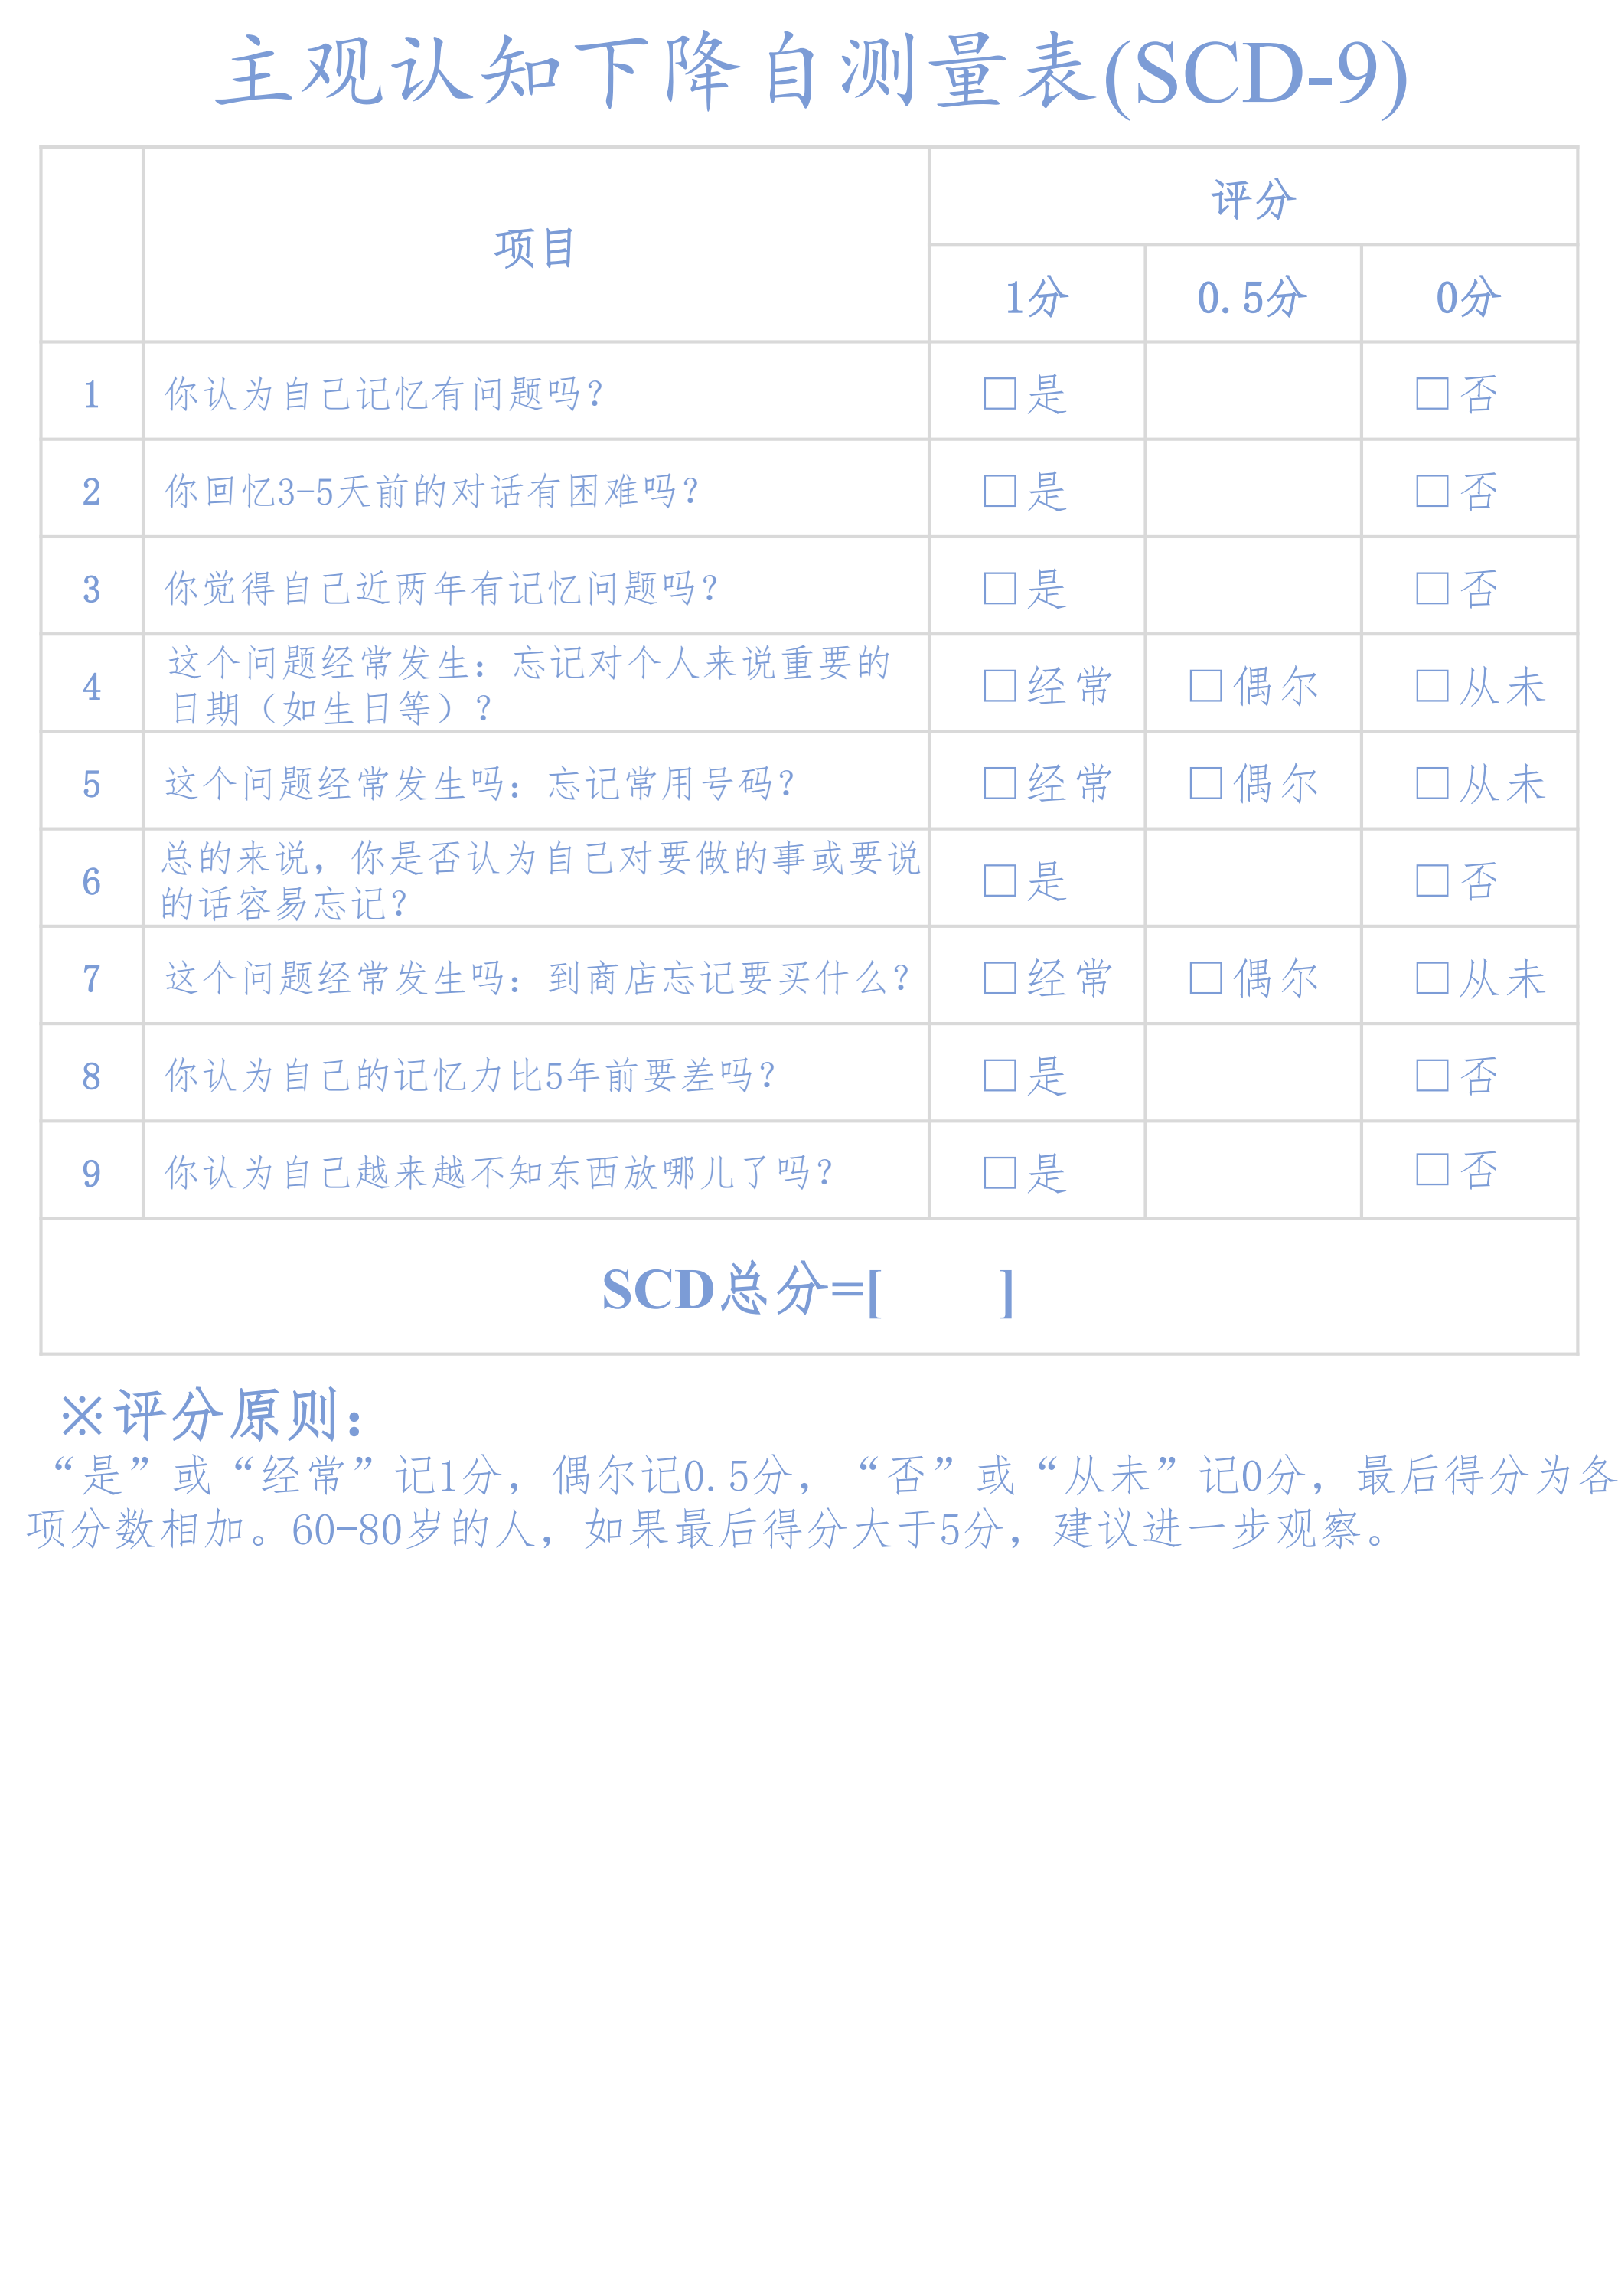 主观认知下降自测量表(SCD-9)
项目
评分
1分 0.5分 0分
1 你认为自己记忆有问题吗? □是 □否
2 你回忆3-5天前的对话有困难吗? □是 □否
3 你觉得自己近两年有记忆问题吗? □是 □否
4 这个问题经常发生:忘记对个人来说重要的
日期(如生日等)? □经常 □偶尔 □从未
5 这个问题经常发生吗:忘记常用号码? □经常 □偶尔 □从未
6 总的来说,你是否认为自己对要做的事或要说
的话容易忘记? □是 □否
7 这个问题经常发生吗:到商店忘记要买什么? □经常 □偶尔 □从未
8 你认为自己的记忆力比5年前要差吗? □是 □否
9 你认为自己越来越不知东西放哪儿了吗? □是 □否
SCD总分=[ ]
※评分原则:
“是”或“经常”记1分,偶尔记0.5分,“否”或“从未”记0分,最后得分为各
项分数相加。60-80岁的人,如果最后得分大于5分,建议进一步观察。